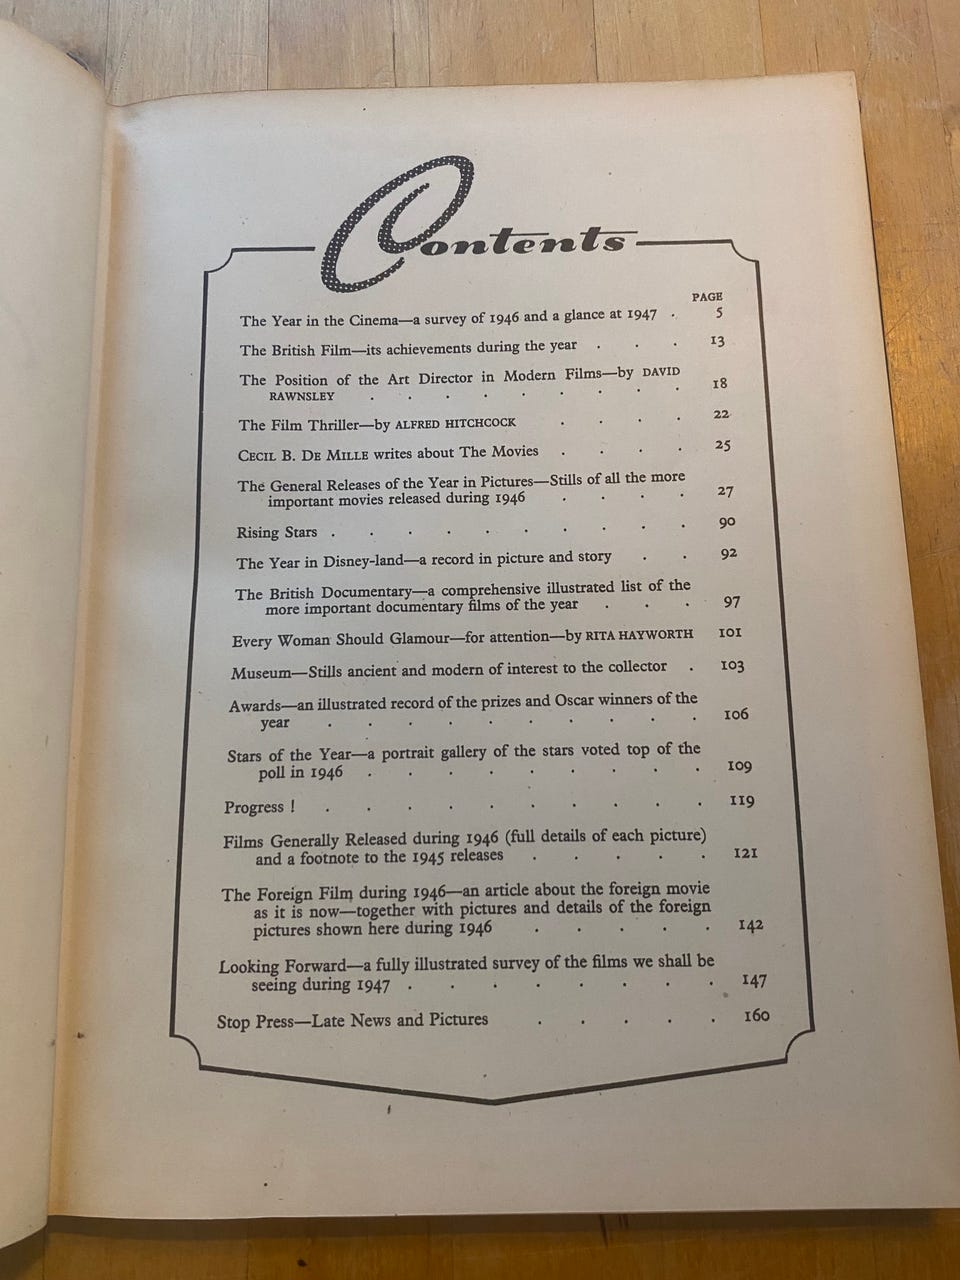 Contents
PAGE
The Year in the Cinema—a survey of 1946 and a glance at 1947 . 5
The British Film—its achievements during the year . . . 13
The Position of the Art Director in Modern Films—by DAVID
RAWNSLEY . . . . . . . . . 18
The Film Thriller—by ALFRED HITCHCOCK . . . . 22
CECIL B. DE MILLE writes about The Movies . . . . 25
The General Releases of the Year in Pictures—Stills of all the more
important movies released during 1946 . . . . 27
Rising Stars . . . . . . . . . . 90
The Year in Disney-land—a record in picture and story . . 92
The British Documentary—a comprehensive illustrated list of the
more important documentary films of the year . . . 97
Every Woman Should Glamour—for attention—by RITA HAYWORTH 101
Museum—Stills ancient and modern of interest to the collector . 103
Awards—an illustrated record of the prizes and Oscar winners of the
year . . . . . . . . . . 106
Stars of the Year—a portrait gallery of the stars voted top of the
poll in 1946 . . . . . . . . . 109
Progress ! . . . . . . . . . . 119
Films Generally Released during 1946 (full details of each picture)
and a footnote to the 1945 releases . . . . . 121
The Foreign Film during 1946—an article about the foreign movie
as it is now—together with pictures and details of the foreign
pictures shown here during 1946 . . . . . 142
Looking Forward—a fully illustrated survey of the films we shall be
seeing during 1947 . . . . . . . . 147
Stop Press—Late News and Pictures . . . . . 160